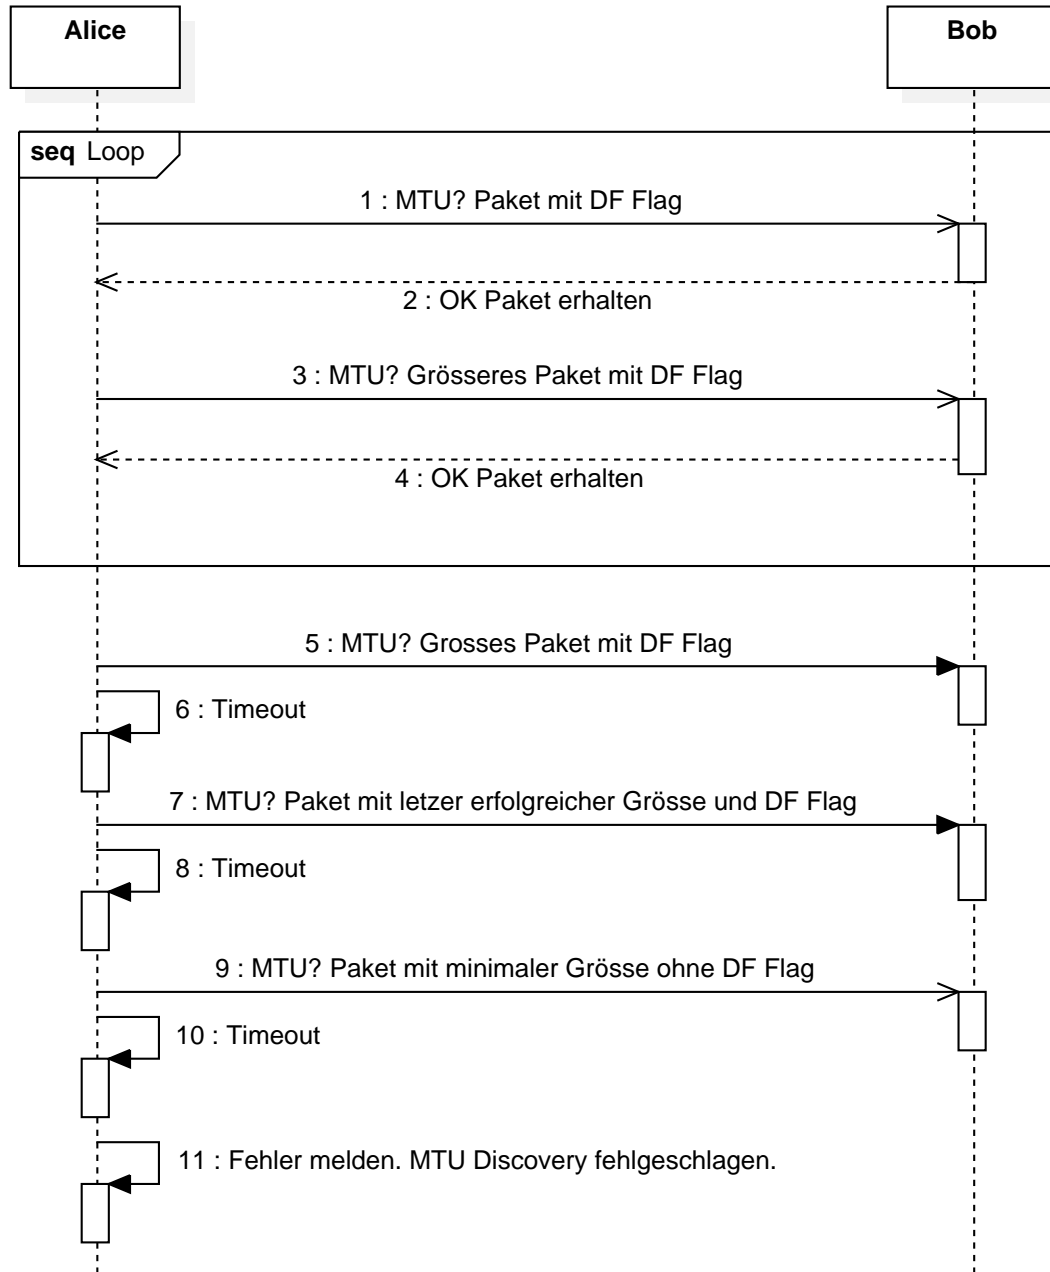 Alice
Bob
seq Loop
1 : MTU? Paket mit DF Flag
2 : OK Paket erhalten
3 : MTU? Grösseres Paket mit DF Flag
4 : OK Paket erhalten
5 : MTU? Grosses Paket mit DF Flag
6 : Timeout
7 : MTU? Paket mit letzer erfolgreicher Grösse und DF Flag
8 : Timeout
9 : MTU? Paket mit minimaler Grösse ohne DF Flag
10 : Timeout
11 : Fehler melden. MTU Discovery fehlgeschlagen.